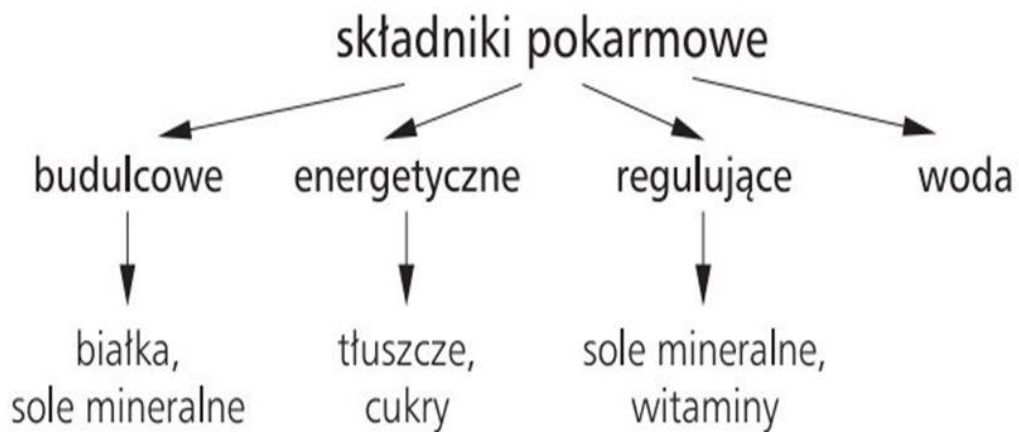 składniki pokarmowe
budulcowe energetyczne regulujące woda
białka, tłuszcze, sole mineralne,
sole mineralne cukry witaminy